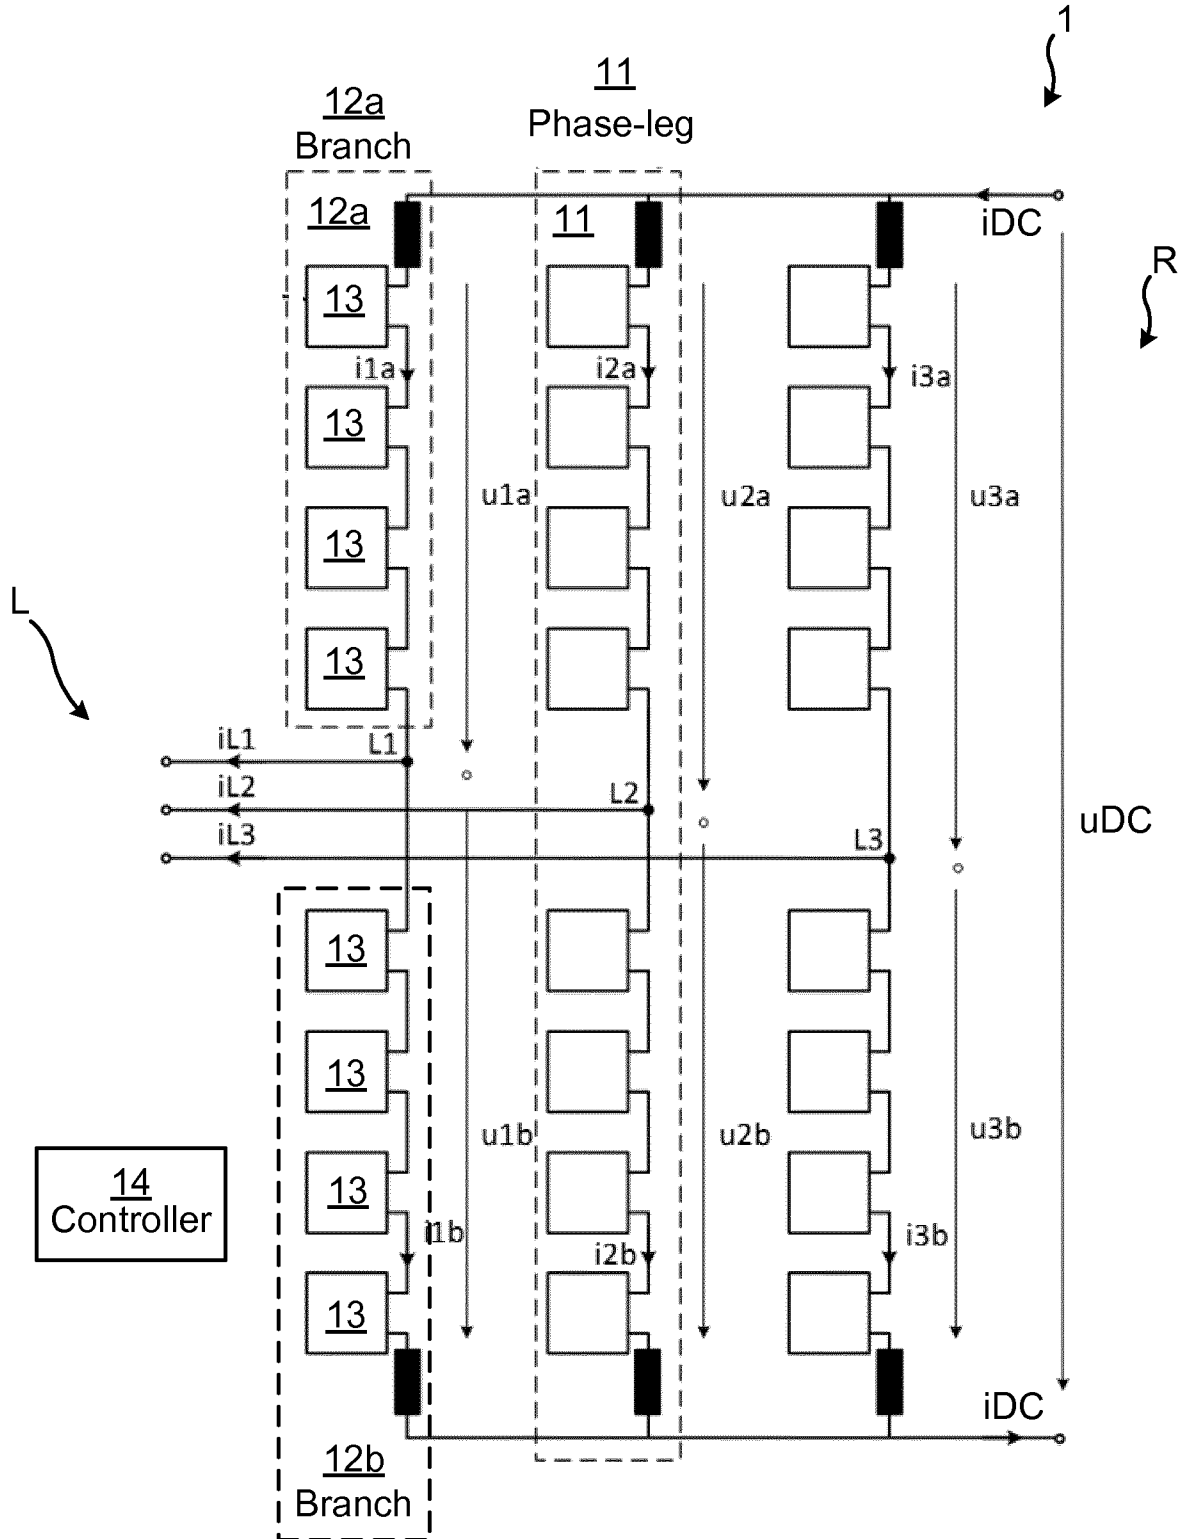 1
11
Phase-leg
12a
Branch
12a
11
iDC
R
13
i1a
i2a
i3a
13
u1a
u2a
u3a
13
13
L
iL1
L1
iL2
L2
iL3
L3
uDC
13
13
u1b
u2b
u3b
14
Controller
13
i1b
i2b
i3b
13
iDC
12b
Branch